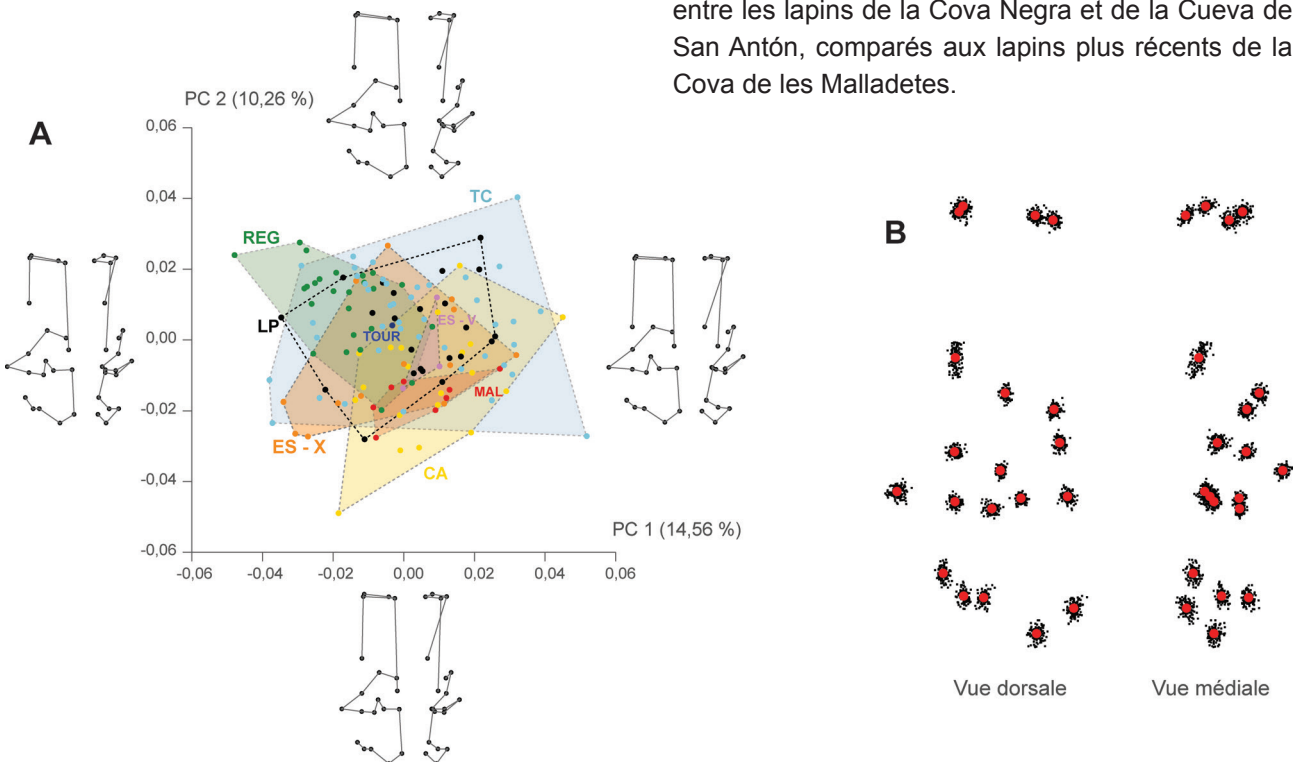 entre les lapins de la Cova Negra et de la Cueva de
San Antón, comparés aux lapins plus récents de la
Cova de les Malladetes.
A
PC 2 (10,26 %)
0,06
0,04
0,02
0,00
-0,02
-0,04
-0,06
-0,06
-0,04
-0,02
0,00
0,02
0,04
0,06
PC 1 (14,56 %)
TC
REG
LP
TOUR
ES - V
MAL
ES - X
CA
B
Vue dorsale
Vue médiale